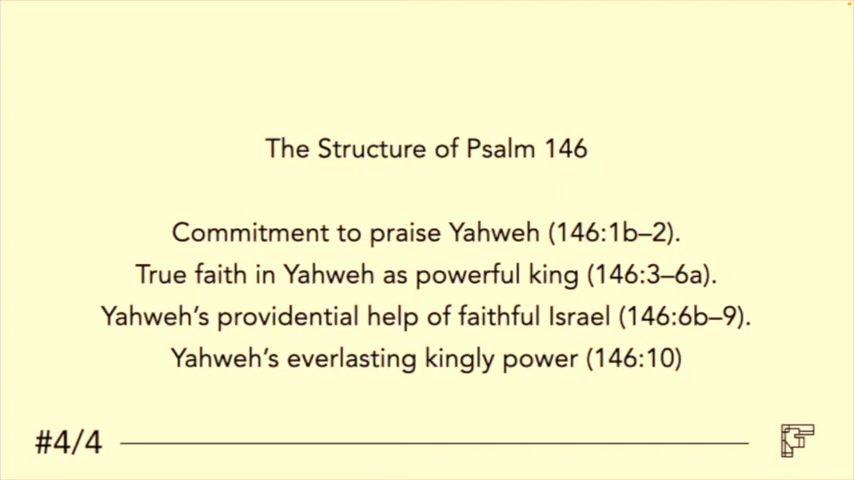 The Structure of Psalm 146
Commitment to praise Yahweh (146:1b–2).
True faith in Yahweh as powerful king (146:3–6a).
Yahweh’s providential help of faithful Israel (146:6b–9).
Yahweh’s everlasting kingly power (146:10)
#4/4